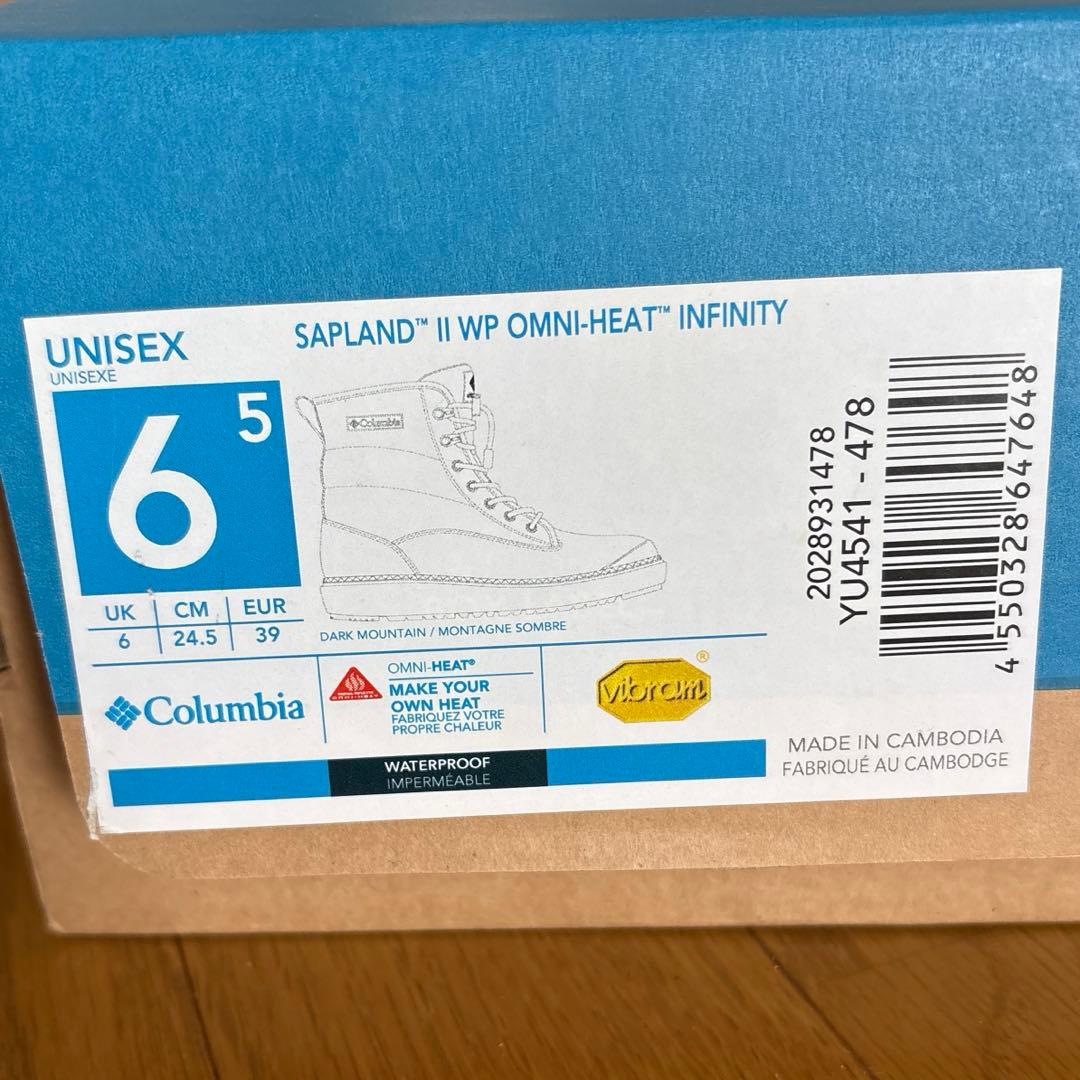 UNISEX
UNISEXE
6 5
UK CM EUR
6 24.5 39
SAPLAND™ II WP OMNI-HEAT™ INFINITY
Columbia
DARK MOUNTAIN / MONTAGNE SOMBRE
2028931478
YU4541 - 478
4 550328 647648
Columbia
OMNI-HEAT®
MAKE YOUR
OWN HEAT
FABRIQUEZ VOTRE
PROPRE CHALEUR
vibram®
WATERPROOF
IMPERMÉABLE
MADE IN CAMBODIA
FABRIQUÉ AU CAMBODGE